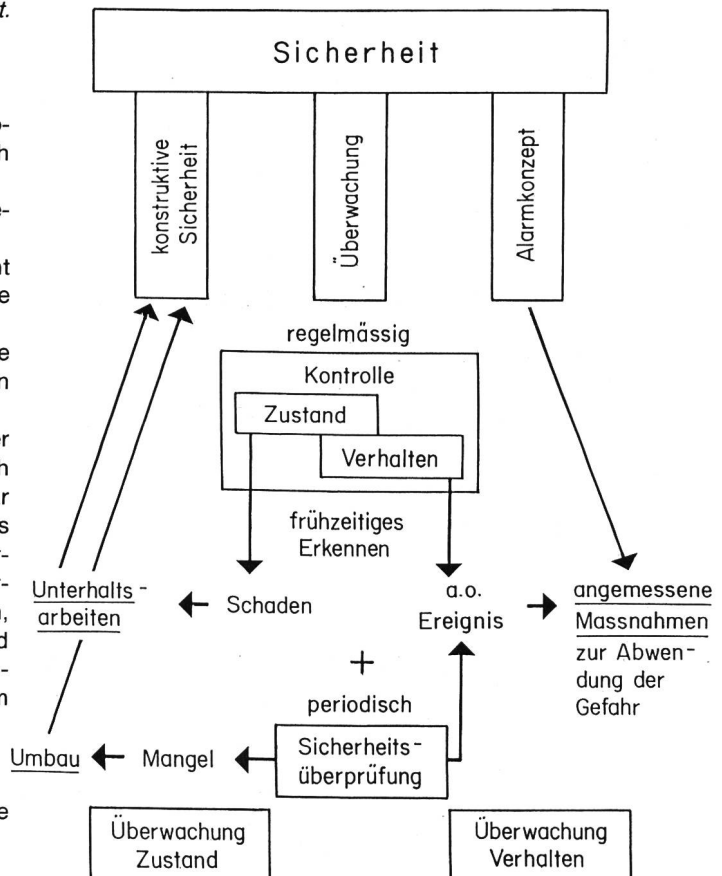 t.
Sicherheit
konstruktive
Sicherheit
Überwachung
Alarmkonzept
regelmässig
Kontrolle
Zustand
Verhalten
frühzeitiges
Erkennen
Unterhalts-
arbeiten
Schaden
a.o.
Ereignis
angemessene
Massnahmen
zur Abwen-
dung der
Gefahr
+
periodisch
Sicherheits-
überprüfung
Mangel
Umbau
Überwachung
Zustand
Überwachung
Verhalten